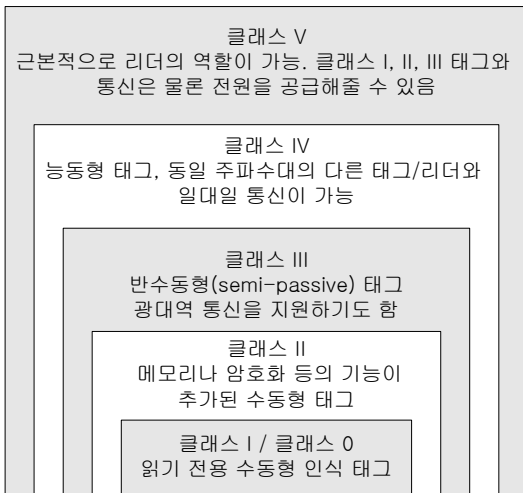 클래스 V
근본적으로 리더의 역할이 가능. 클래스 I, II, III 태그와
통신은 물론 전원을 공급해줄 수 있음
클래스 IV
능동형 태그, 동일 주파수대의 다른 태그/리더와
일대일 통신이 가능
클래스 III
반수동형(semi-passive) 태그
광대역 통신을 지원하기도 함
클래스 II
메모리나 암호화 등의 기능이
추가된 수동형 태그
클래스 I / 클래스 0
읽기 전용 수동형 인식 태그